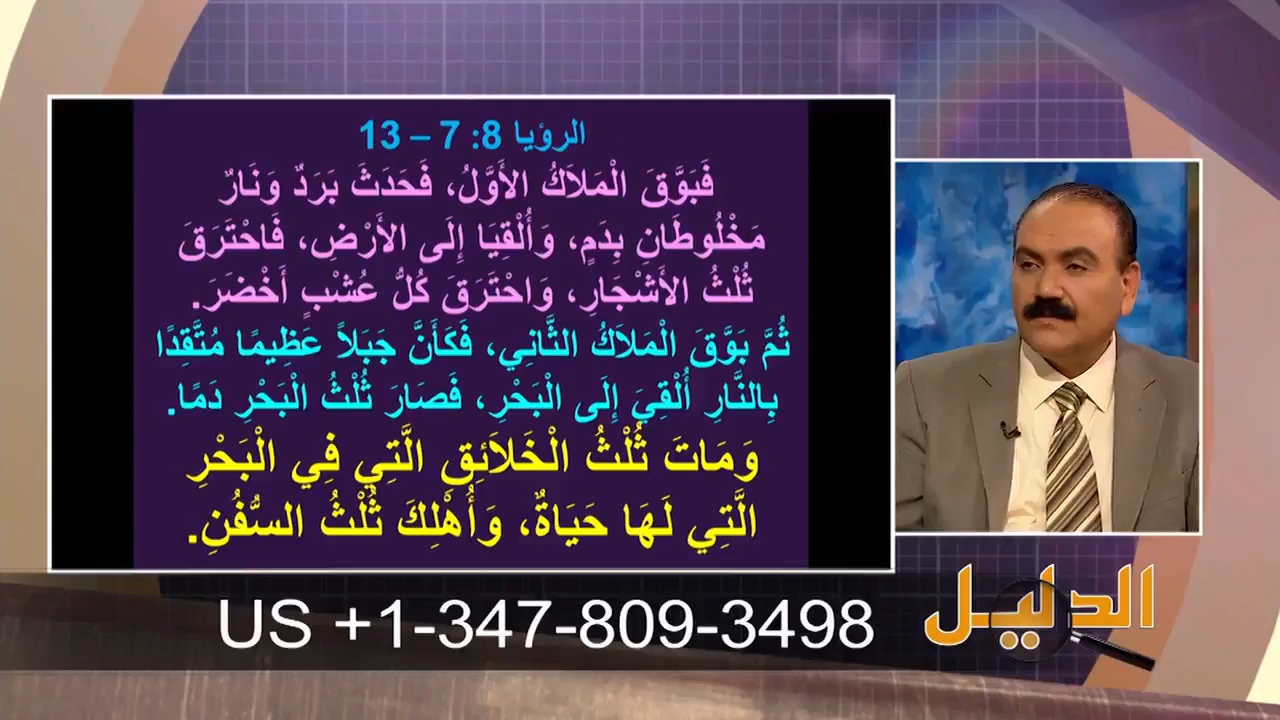 الرؤيا 8: 7 – 13
فَبَوَّقَ الْمَلاَكُ الأَوَّلُ، فَحَدَثَ بَرَدٌ وَنَارٌ
مَخْلُوطَانِ بِدَمٍ، وَأُلْقِيَا إِلَى الأَرْضِ، فَاحْتَرَقَ
ثُلْثُ الأَشْجَارِ، وَاحْتَرَقَ كُلُّ عُشْبٍ أَخْضَرَ.
ثُمَّ بَوَّقَ الْمَلاَكُ الثَّانِي، فَكَأَنَّ جَبَلاً عَظِيمًا مُتَّقِدًا
بِالنَّارِ أُلْقِيَ إِلَى الْبَحْرِ، فَصَارَ ثُلْثُ الْبَحْرِ دَمًا.
وَمَاتَ ثُلْثُ الْخَلاَئِقِ الَّتِي فِي الْبَحْرِ
الَّتِي لَهَا حَيَاةٌ، وَأُهْلِكَ ثُلْثُ السُّفُنِ.
US +1-347-809-3498
الدليل